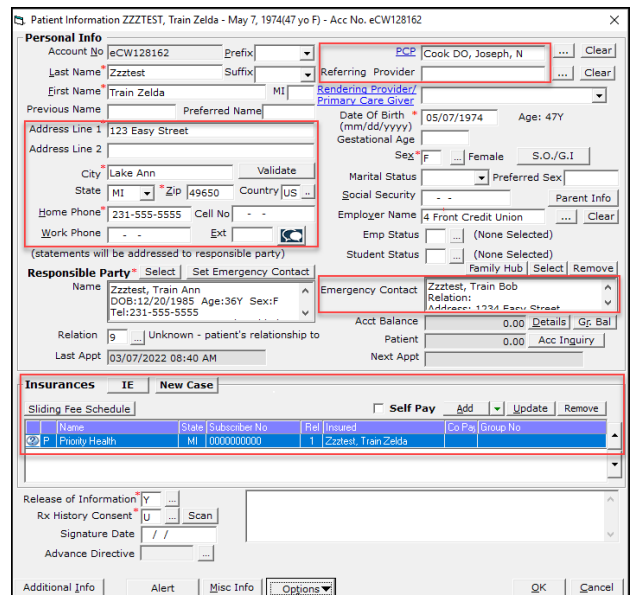 Patient Information ZZZTEST, Train Zelda - May 7, 1974(47 yo F) - Acc No. eCW128162
Personal Info
Account No eCW128162 Prefix PCP Cook DO, Joseph, N ... Clear
Last Name* Zzztest Suffix Referring Provider ... Clear
First Name* Train Zelda MI Rendering Provider/
Primary Care Giver
Previous Name Preferred Name Date Of Birth * 05/07/1974 Age: 47Y
(mm/dd/yyyy)
Address Line 1 123 Easy Street Gestational Age
Address Line 2 Sex* F ... Female S.O./G.I
City* Lake Ann Validate Marital Status Preferred Sex
State MI *Zip 49650 Country US .. Social Security - - Parent Info
Home Phone* 231-555-5555 Cell No - - Employer Name 4 Front Credit Union ... Clear
Work Phone - - Ext Emp Status ... (None Selected)
(statements will be addressed to responsible party) Student Status ... (None Selected)
Responsible Party* Select Set Emergency Contact Family Hub Select Remove
Name Zzztest, Train Ann Emergency Contact Zzztest, Train Bob
DOB:12/20/1985 Age:36Y Sex:F Relation:
Tel:231-555-5555 Address: 1234 Easy Street
Acct Balance 0.00 Details Gr. Bal
Relation 9 ... Unknown - patient's relationship to Patient 0.00 Acc Inquiry
Last Appt 03/07/2022 08:40 AM Next Appt
Insurances IE New Case
Sliding Fee Schedule Self Pay Add Update Remove
Name State Subscriber No Rel Insured Co Pay Group No
P Priority Health MI 0000000000 1 Zzztest, Train Zelda
Release of Information* Y ...
Rx History Consent* U ... Scan
Signature Date / /
Advance Directive ...
Additional Info Alert Misc Info Options OK Cancel